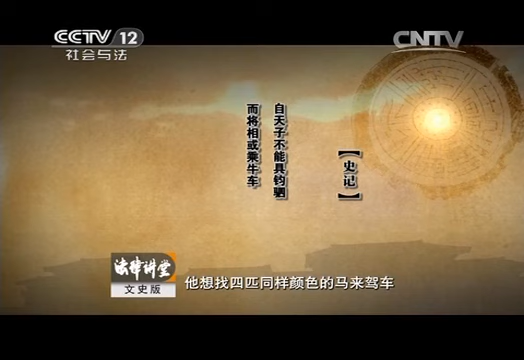 CCTV 12
社会与法
CNTV
【史记】
自天子不能具钧驷
而将相或乘牛车
法律讲堂
文史版
他想找四匹同样颜色的马来驾车